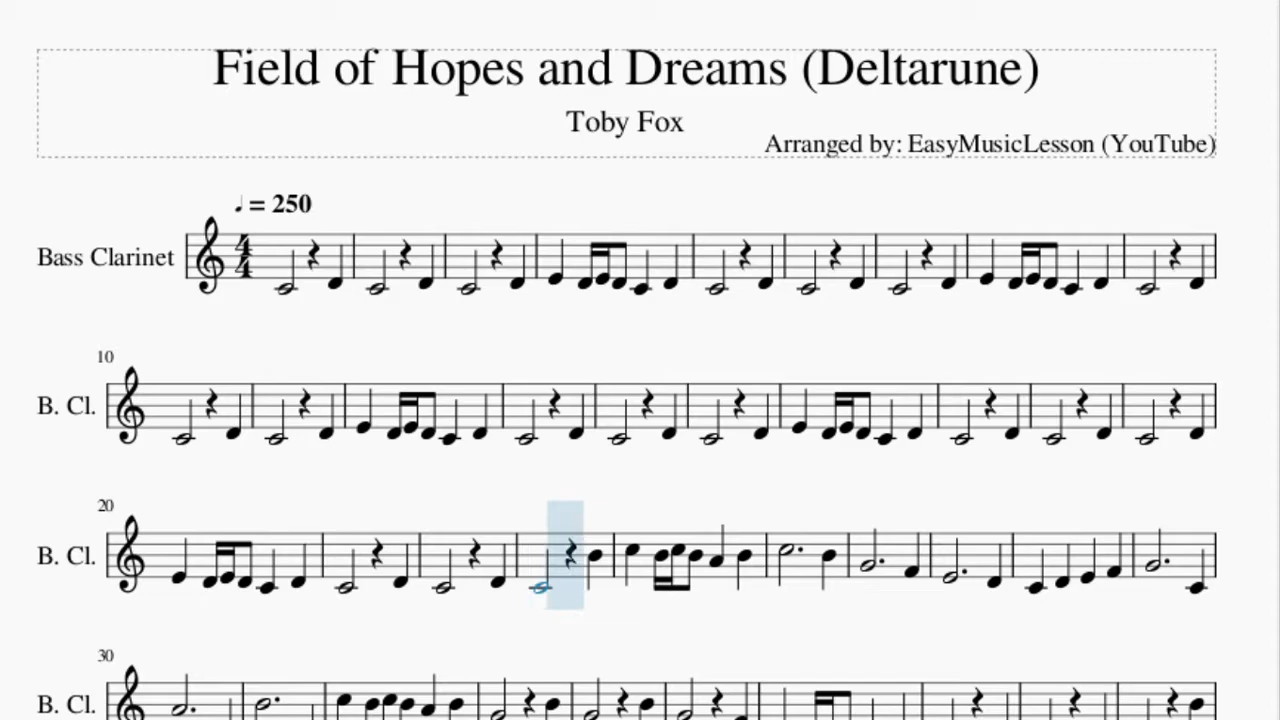 Field of Hopes and Dreams (Deltarune)
Toby Fox
Arranged by: EasyMusicLesson (YouTube)
♩ = 250
Bass Clarinet
4
4
10
B. Cl.
20
B. Cl.
30
B. Cl.